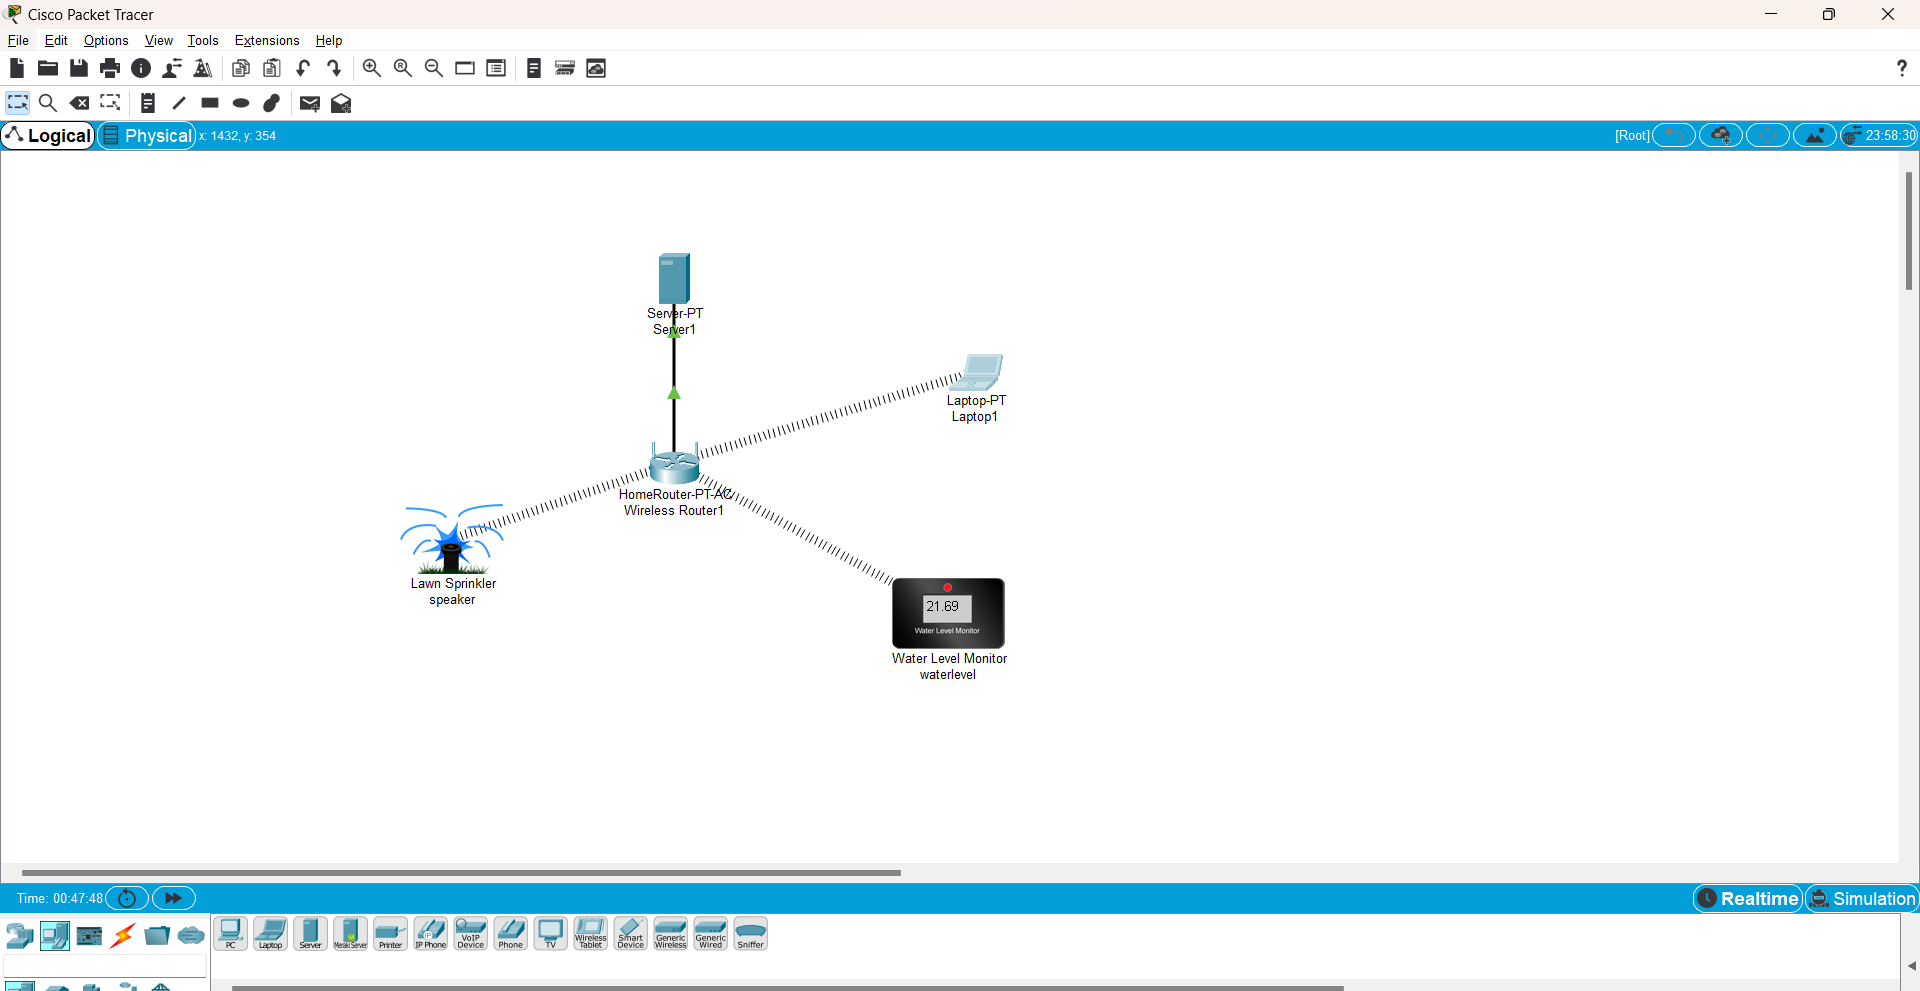 Cisco Packet Tracer
File Edit Options View Tools Extensions Help
Logical Physical x: 1432, y: 354 [Root] 23:58:30
Server-PT
Server1
Laptop-PT
Laptop1
HomeRouter-PT-AC
Wireless Router1
Lawn Sprinkler
speaker
21.69
Water Level Monitor
Water Level Monitor
waterlevel
Time: 00:47:48 Realtime Simulation
PC Laptop Server Meraki Server Printer IP Phone VoIP Device Phone TV Wireless Tablet Smart Device Generic Wireless Generic Wired Sniffer